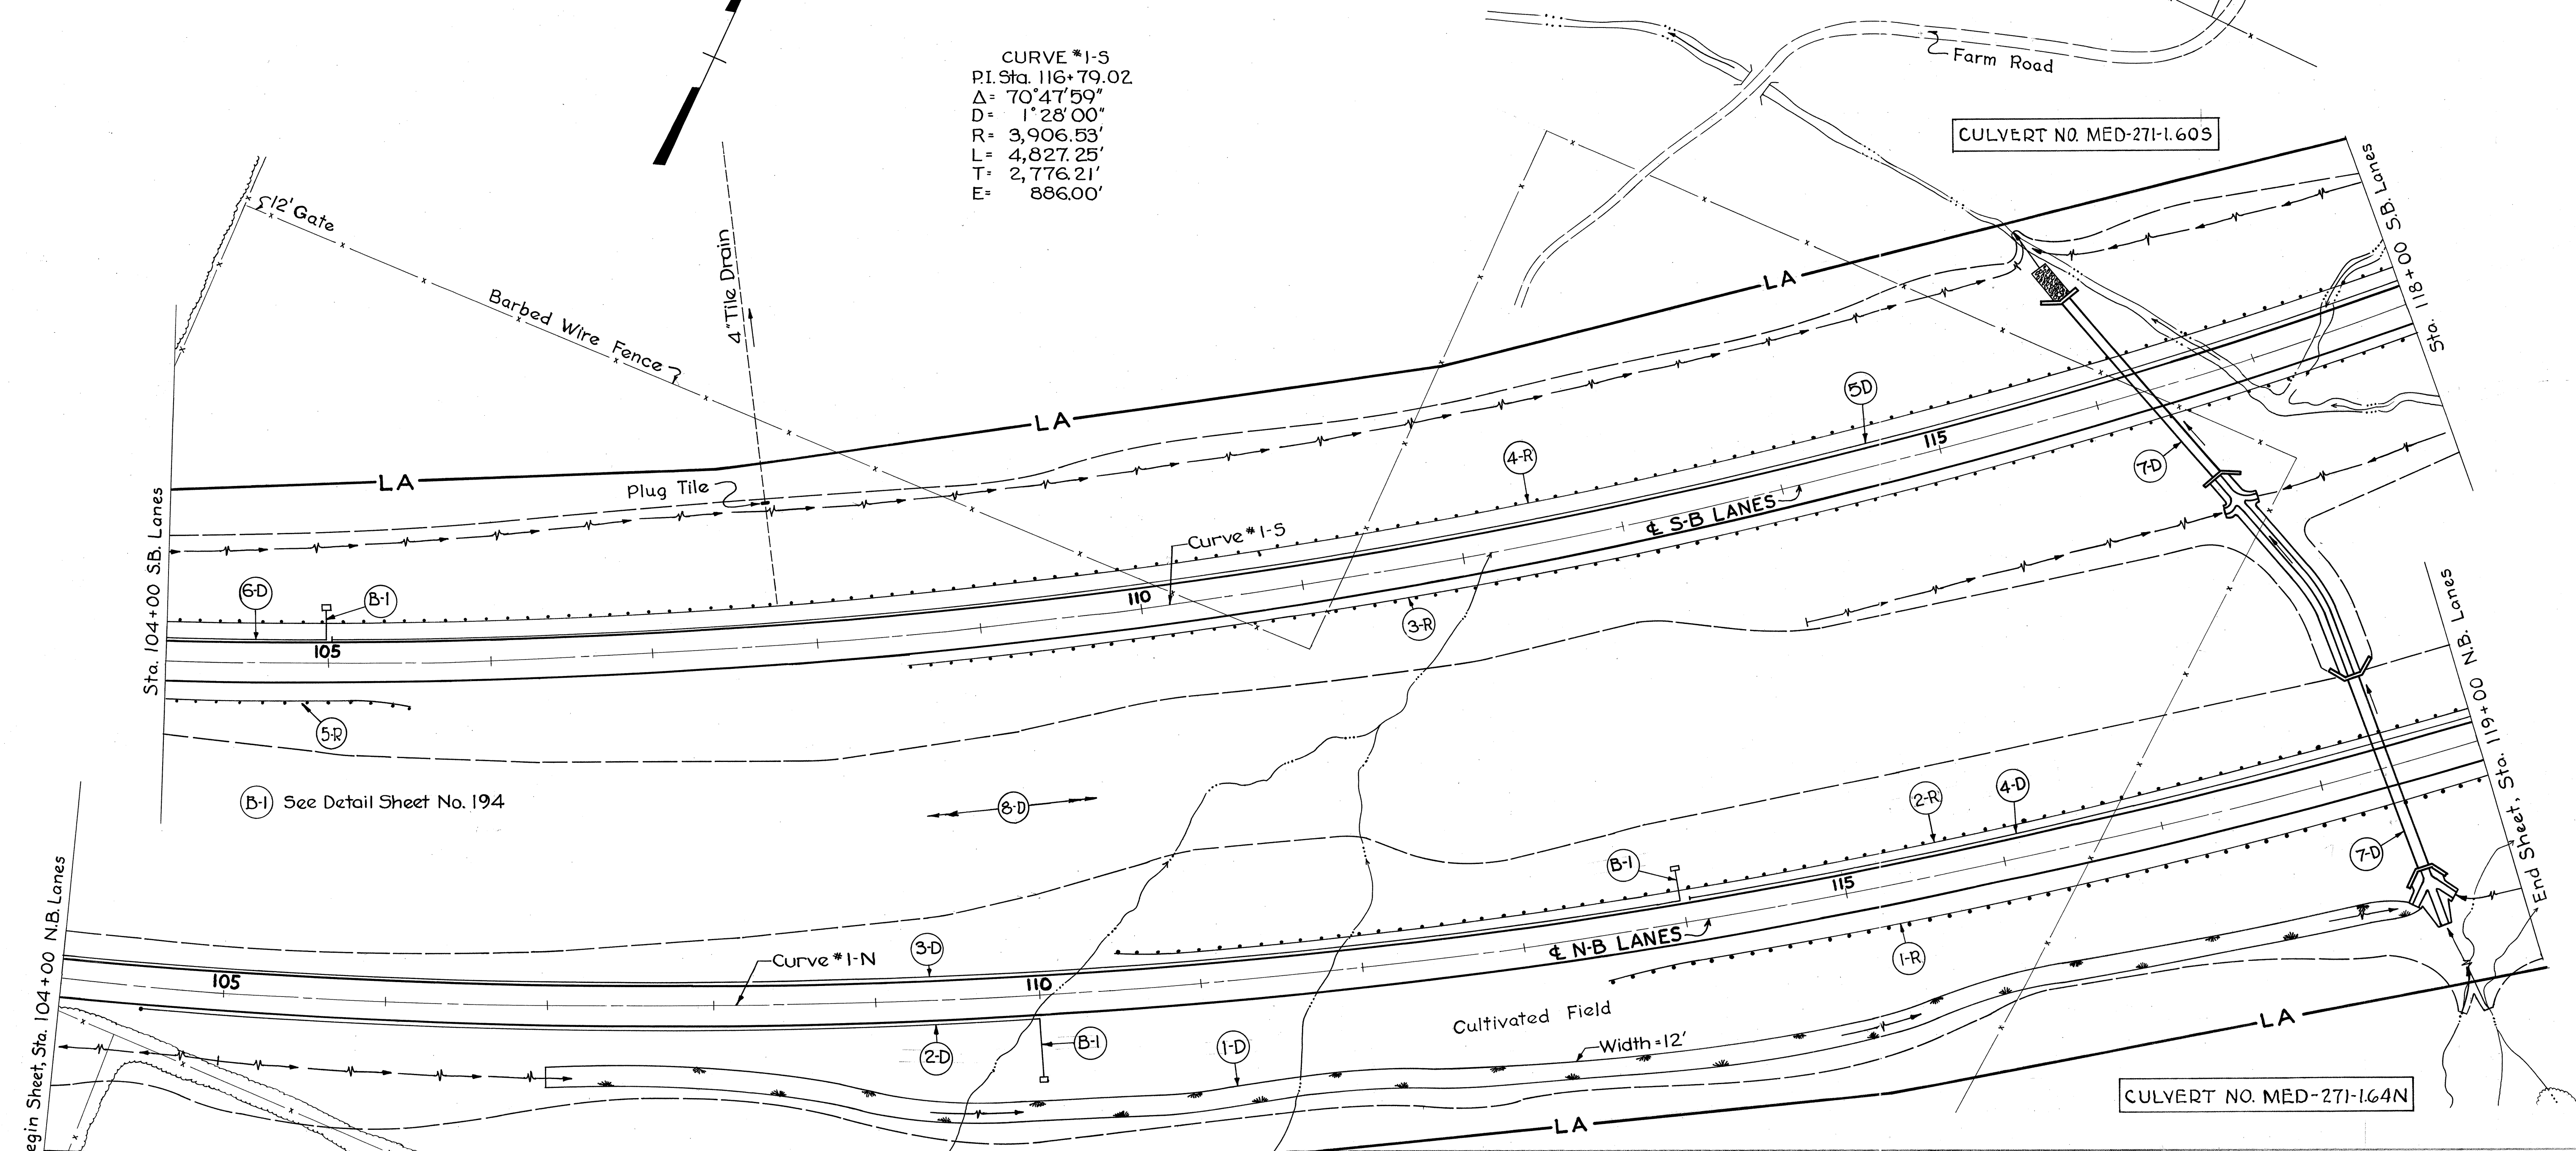 CURVE #1-S
P.I. Sta. 116+79.02
Δ= 70°47'59"
D= 1°28'00"
R= 3,906.53'
L= 4,827.25'
T= 2,776.21'
E= 886.00'
Farm Road
CULVERT NO. MED-271-1.60S
12' Gate
Barbed Wire Fence
4" Tile Drain
LA
LA
LA
Plug Tile
Sta. 118+00 S.B. Lanes
Sta. 104+00 S.B. Lanes
5D
4-R
115
7-D
℄ S-B LANES
Curve #1-S
6-D
B-1
110
3-R
105
5-R
B-1 See Detail Sheet No. 194
8-D
End Sheet, Sta. 119+00 N.B. Lanes
2-R
4-D
B-1
115
7-D
℄ N-B LANES
1-R
egin Sheet, Sta. 104+00 N.B. Lanes
3-D
Curve #1-N
105
110
2-D
B-1
1-D
Cultivated Field
Width=12'
LA
LA
CULVERT NO. MED-271-1.64N